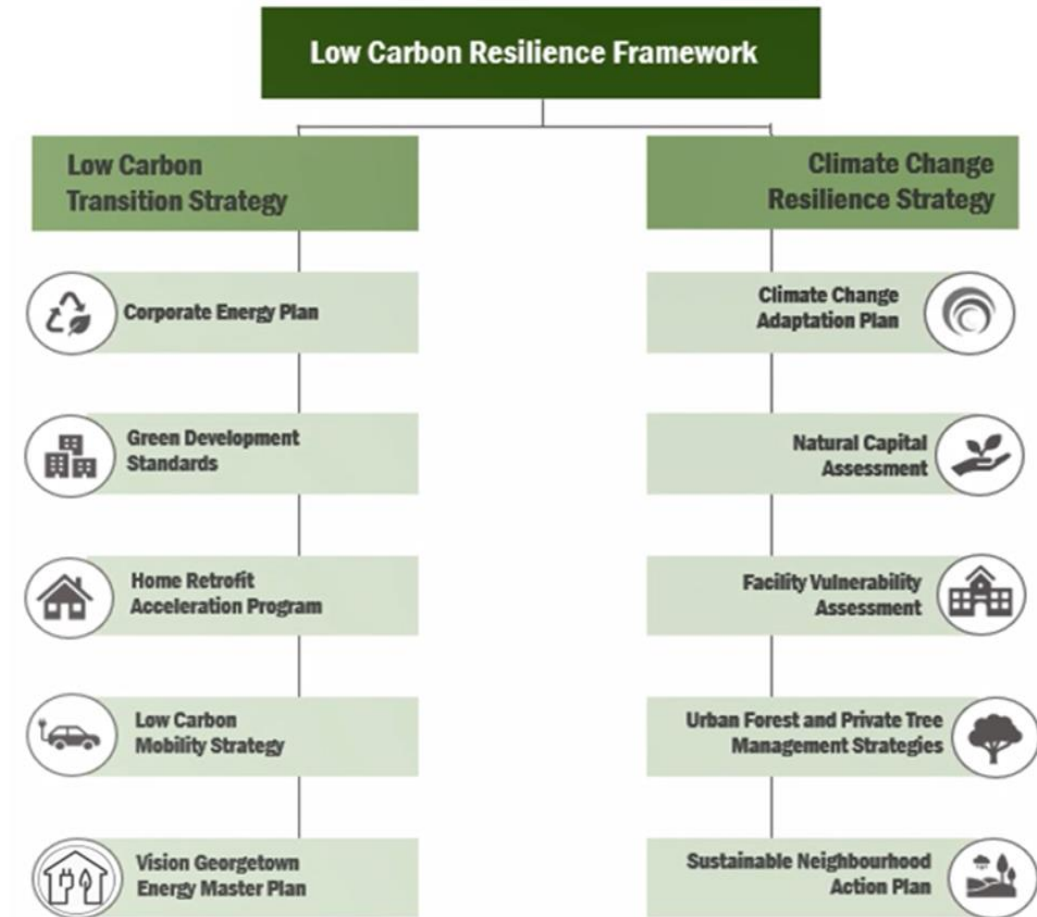 Low Carbon Resilience Framework
Low Carbon
Transition Strategy
Corporate Energy Plan
Green Development
Standards
Home Retrofit
Acceleration Program
Low Carbon
Mobility Strategy
Vision Georgetown
Energy Master Plan
Climate Change
Resilience Strategy
Climate Change
Adaptation Plan
Natural Capital
Assessment
Facility Vulnerability
Assessment
Urban Forest and Private Tree
Management Strategies
Sustainable Neighbourhood
Action Plan